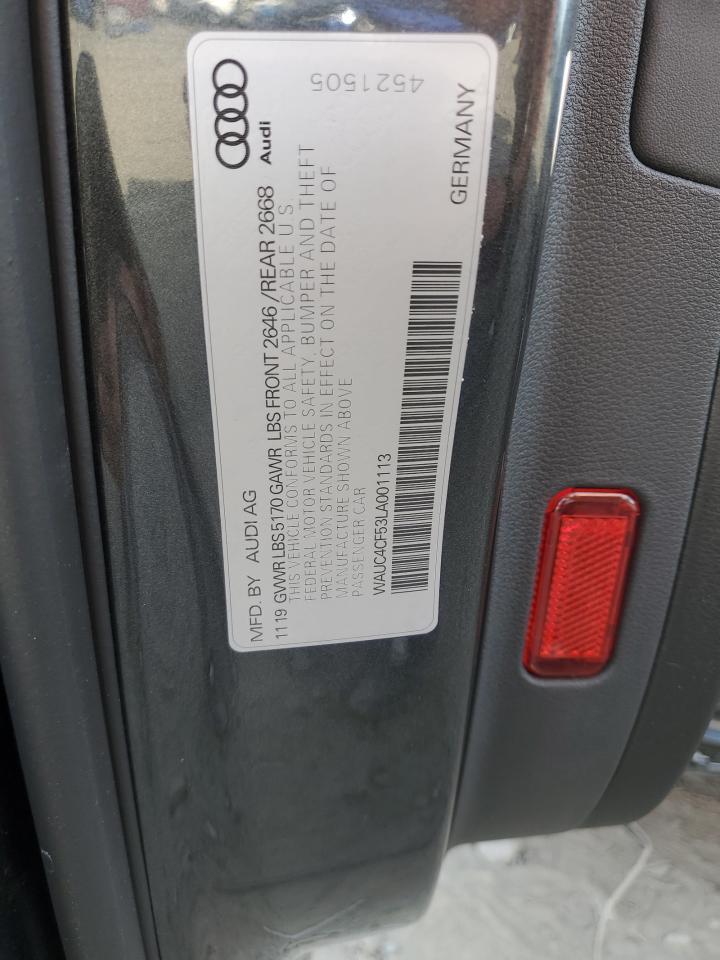 4521505
Audi
MFD. BY AUDI AG
11 19 GVWR LBS 5170 GAWR LBS FRONT 2646 /REAR 2668
THIS VEHICLE CONFORMS TO ALL APPLICABLE U S.
FEDERAL MOTOR VEHICLE SAFETY, BUMPER AND THEFT
PREVENTION STANDARDS IN EFFECT ON THE DATE OF
MANUFACTURE SHOWN ABOVE
PASSENGER CAR
WAUC4CF53LA001113
GERMANY